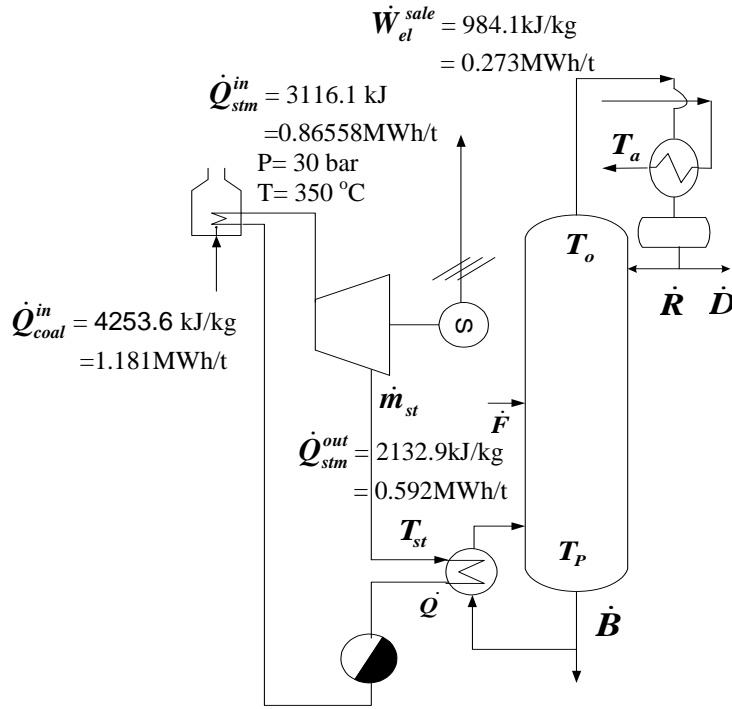 Ẇ_el^sale = 984.1kJ/kg
= 0.273MWh/t
Q̇_stm^in = 3116.1 kJ
=0.86558MWh/t
P= 30 bar
T= 350 °C
T_a
T_o
Q̇_coal^in = 4253.6 kJ/kg
=1.181MWh/t
Ṙ
Ḋ
S
ṁ_st
Ḟ
Q̇_stm^out = 2132.9kJ/kg
= 0.592MWh/t
T_st
T_P
Q̇
Ḃ